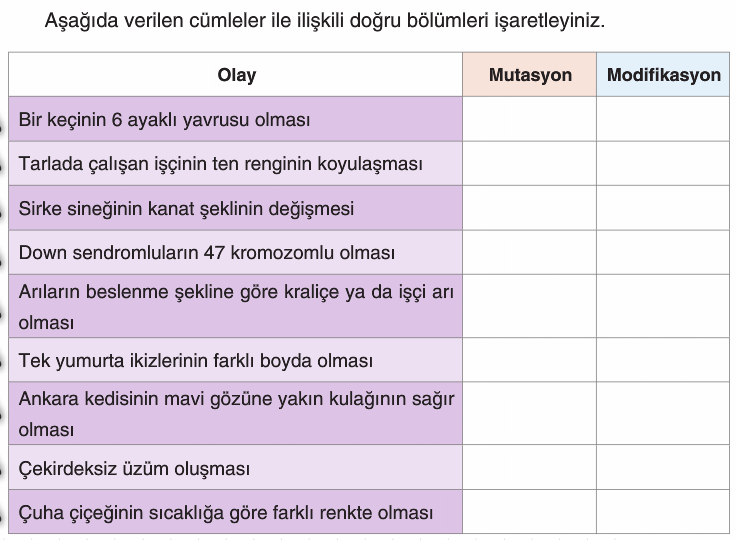 Aşağıda verilen cümleler ile ilişkili doğru bölümleri işaretleyiniz.
Olay Mutasyon Modifikasyon
Bir keçinin 6 ayaklı yavrusu olması
Tarlada çalışan işçinin ten renginin koyulaşması
Sirke sineğinin kanat şeklinin değişmesi
Down sendromluların 47 kromozomlu olması
Arıların beslenme şekline göre kraliçe ya da işçi arı
olması
Tek yumurta ikizlerinin farklı boyda olması
Ankara kedisinin mavi gözüne yakın kulağının sağır
olması
Çekirdeksiz üzüm oluşması
Çuha çiçeğinin sıcaklığa göre farklı renkte olması